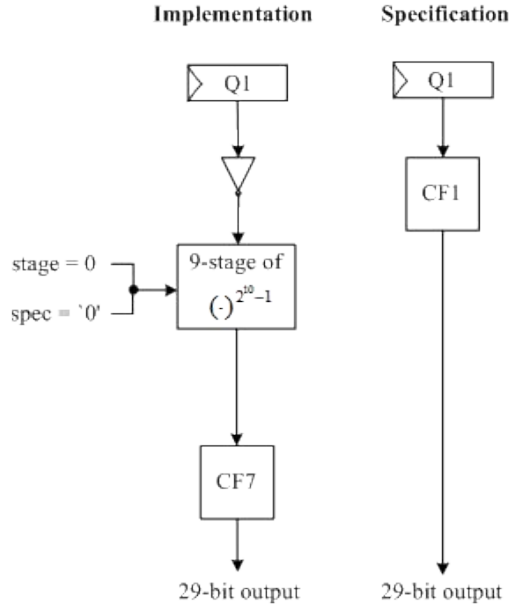 Implementation Specification
Q1 Q1
CF1
stage = 0
spec = `0'
9-stage of
(·)^{2^{10}-1}
CF7
29-bit output 29-bit output